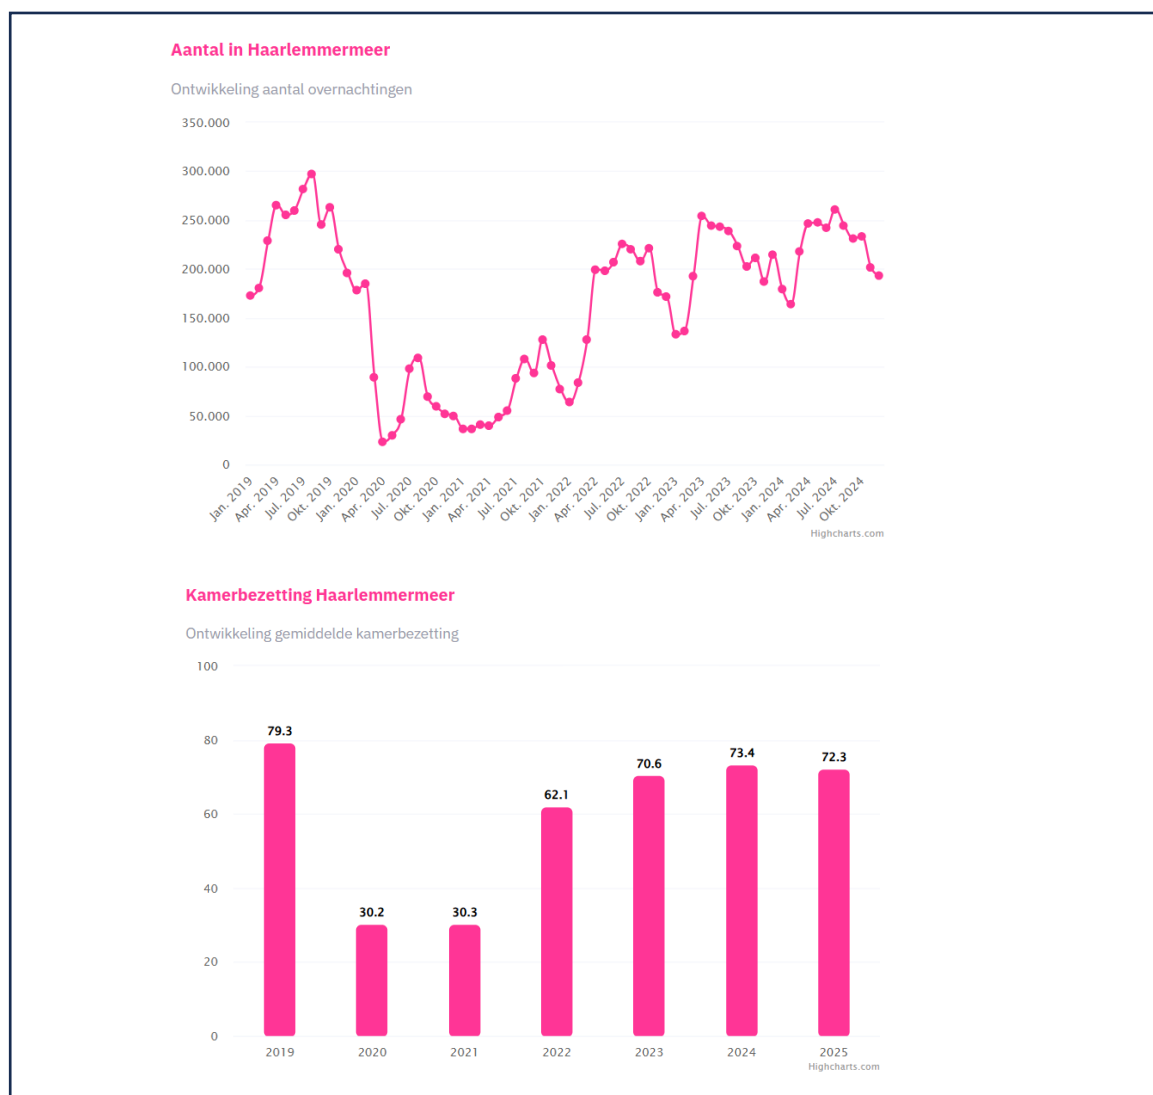 Aantal in Haarlemmermeer
Ontwikkeling aantal overnachtingen
350.000
300.000
250.000
200.000
150.000
100.000
50.000
0
Jan. 2019
Apr. 2019
Jul. 2019
Okt. 2019
Jan. 2020
Apr. 2020
Jul. 2020
Okt. 2020
Jan. 2021
Apr. 2021
Jul. 2021
Okt. 2021
Jan. 2022
Apr. 2022
Jul. 2022
Okt. 2022
Jan. 2023
Apr. 2023
Jul. 2023
Okt. 2023
Jan. 2024
Apr. 2024
Jul. 2024
Okt. 2024
Highcharts.com
Kamerbezetting Haarlemmermeer
Ontwikkeling gemiddelde kamerbezetting
100
80
60
40
20
0
79.3
30.2
30.3
62.1
70.6
73.4
72.3
2019 2020 2021 2022 2023 2024 2025
Highcharts.com